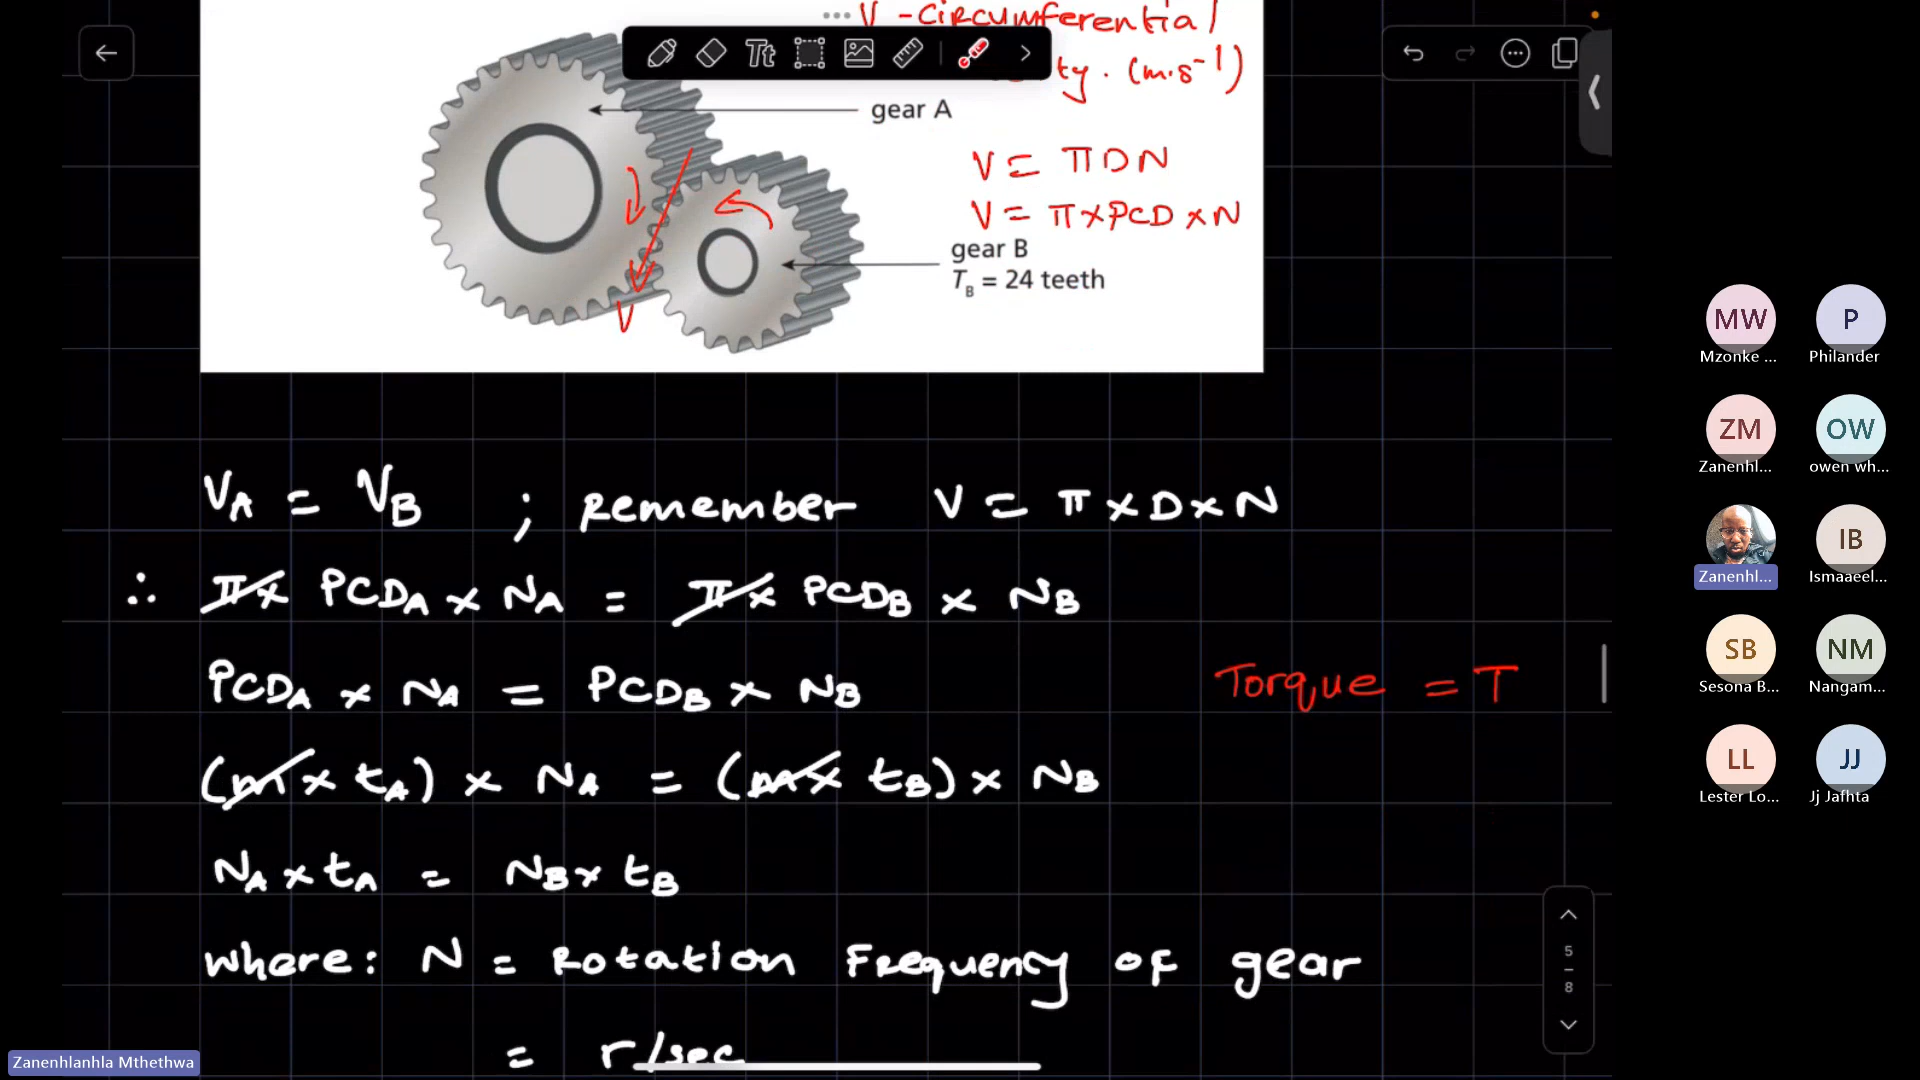 V - Circumferential
ty. (m.s⁻¹)
Tt
gear A
V = πDN
V = π×PCD×N
gear B
T_B = 24 teeth
V
V_A = V_B ; Remember V = π × D × N
∴ π× PCD_A × N_A = π× PCD_B × N_B
PCD_A × N_A = PCD_B × N_B
Torque = T
(m× t_A) × N_A = (m× t_B) × N_B
N_A × t_A = N_B × t_B
where: N = Rotation Frequency of gear
= r/sec
5
8
MW
Mzonke ...
P
Philander
ZM
Zanenhl...
OW
owen wh...
Zanenhl...
IB
Ismaaeel...
SB
Sesona B...
NM
Nangam...
LL
Lester Lo...
JJ
Jj Jafhta
Zanenhlanhla Mthethwa